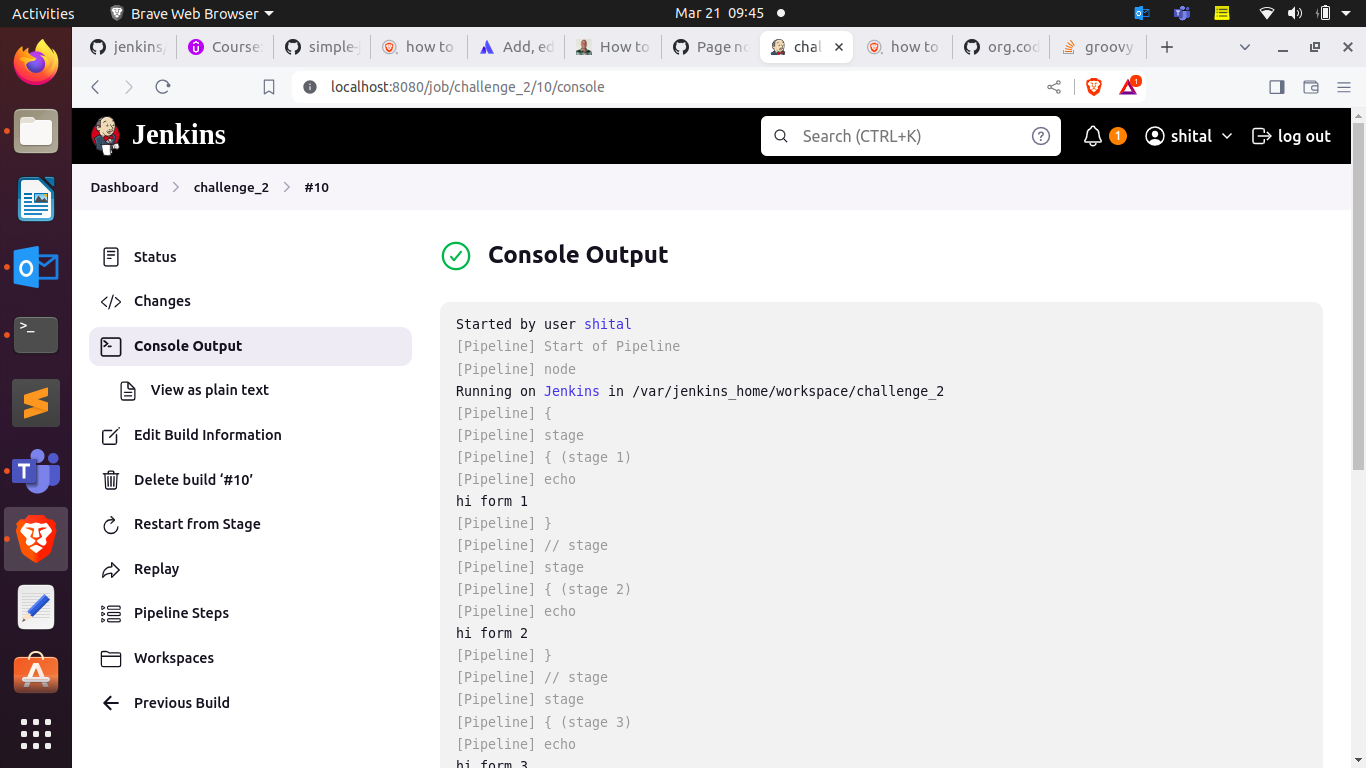 Activities
Brave Web Browser
Mar 21 09:45
jenkins/
Course:
simple-j
how to
Add, ed
How to
Page no
chal
how to
org.cod
groovy
localhost:8080/job/challenge_2/10/console
1
Jenkins
Search (CTRL+K)
1
shital
log out
Dashboard
challenge_2
#10
Status
Changes
Console Output
View as plain text
Edit Build Information
Delete build ‘#10’
Restart from Stage
Replay
Pipeline Steps
Workspaces
Previous Build
Console Output
Started by user shital
[Pipeline] Start of Pipeline
[Pipeline] node
Running on Jenkins in /var/jenkins_home/workspace/challenge_2
[Pipeline] {
[Pipeline] stage
[Pipeline] { (stage 1)
[Pipeline] echo
hi form 1
[Pipeline] }
[Pipeline] // stage
[Pipeline] stage
[Pipeline] { (stage 2)
[Pipeline] echo
hi form 2
[Pipeline] }
[Pipeline] // stage
[Pipeline] stage
[Pipeline] { (stage 3)
[Pipeline] echo
hi form 3